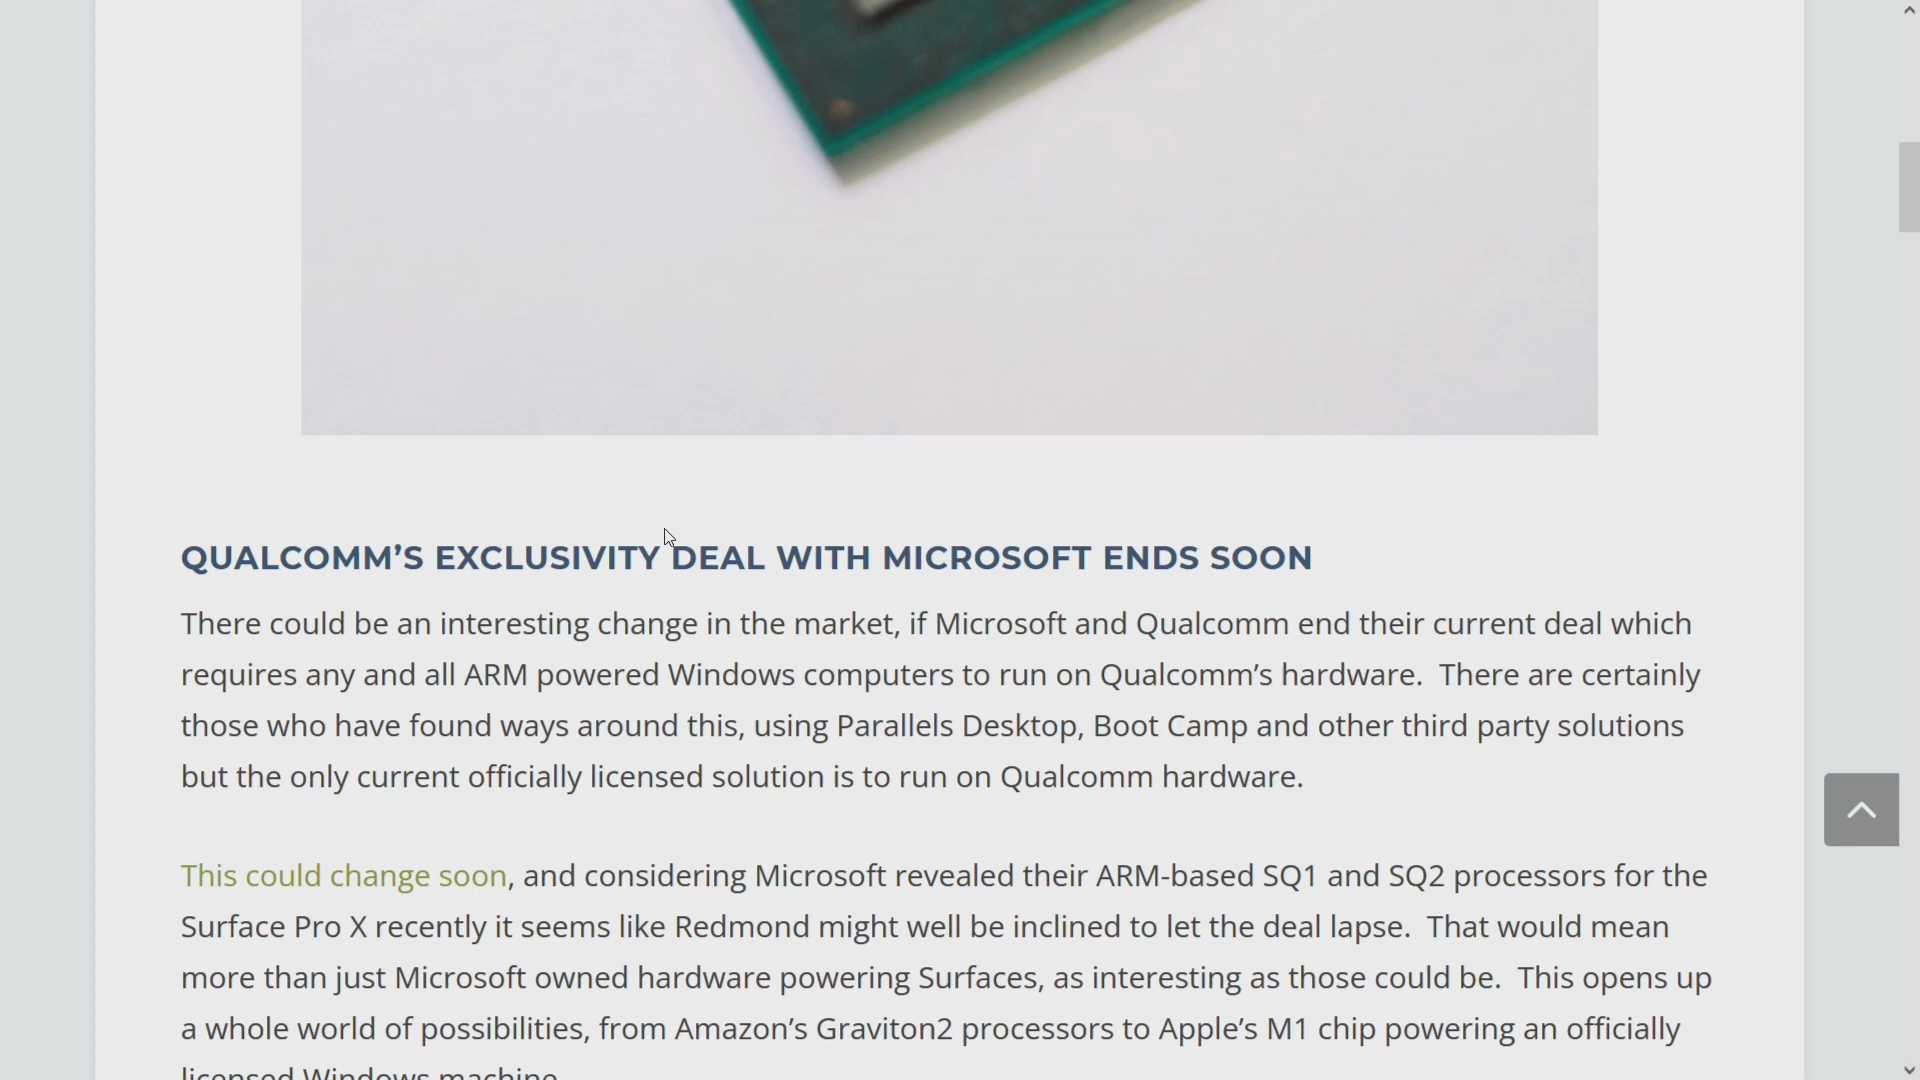 QUALCOMM’S EXCLUSIVITY DEAL WITH MICROSOFT ENDS SOON
There could be an interesting change in the market, if Microsoft and Qualcomm end their current deal which
requires any and all ARM powered Windows computers to run on Qualcomm’s hardware.  There are certainly
those who have found ways around this, using Parallels Desktop, Boot Camp and other third party solutions
but the only current officially licensed solution is to run on Qualcomm hardware.
This could change soon, and considering Microsoft revealed their ARM-based SQ1 and SQ2 processors for the
Surface Pro X recently it seems like Redmond might well be inclined to let the deal lapse.  That would mean
more than just Microsoft owned hardware powering Surfaces, as interesting as those could be.  This opens up
a whole world of possibilities, from Amazon’s Graviton2 processors to Apple’s M1 chip powering an officially
licensed Windows machine.